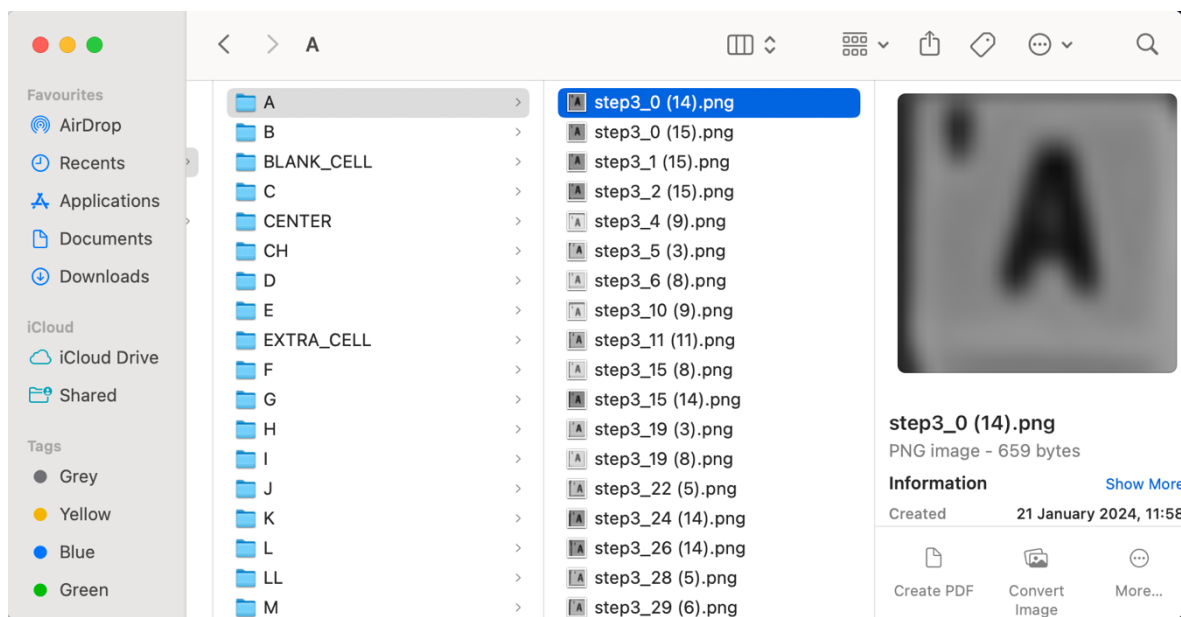 A
Favourites
AirDrop
Recents
Applications
Documents
Downloads
iCloud
iCloud Drive
Shared
Tags
Grey
Yellow
Blue
Green
A
B
BLANK_CELL
C
CENTER
CH
D
E
EXTRA_CELL
F
G
H
I
J
K
L
LL
M
step3_0 (14).png
step3_0 (15).png
step3_1 (15).png
step3_2 (15).png
step3_4 (9).png
step3_5 (3).png
step3_6 (8).png
step3_10 (9).png
step3_11 (11).png
step3_15 (8).png
step3_15 (14).png
step3_19 (3).png
step3_19 (8).png
step3_22 (5).png
step3_24 (14).png
step3_26 (14).png
step3_28 (5).png
step3_29 (6).png
A
step3_0 (14).png
PNG image - 659 bytes
Information Show More
Created 21 January 2024, 11:58
Create PDF
Convert
Image
More...